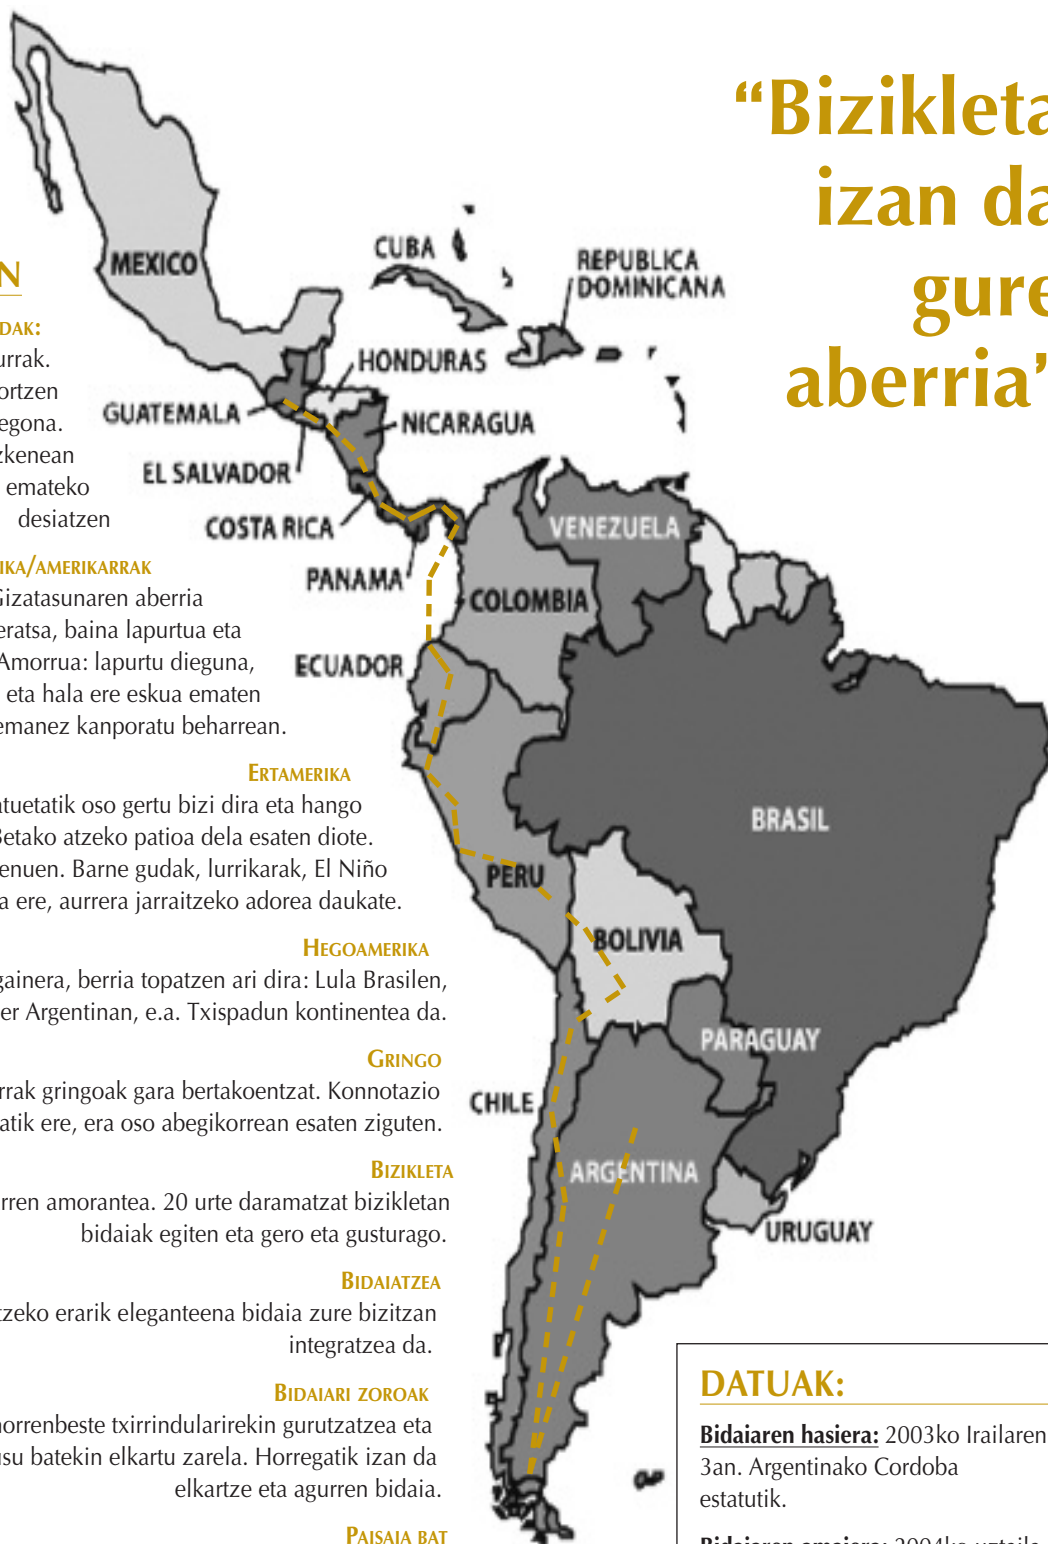 “Bizikleta
izan da
gure
aberria”
N
DAK:
urrak.
ortzen
egona.
zkenean
emateko
desiatzen
IKA/AMERIKARRAK
Gizatasunaren aberria
eratsa, baina lapurtua eta
Amorrua: lapurtu dieguna,
eta hala ere eskua ematen
emanez kanporatu beharrean.
ERTAMERIKA
atuetatik oso gertu bizi dira eta hango
Betako atzeko patioa dela esaten diote.
enuen. Barne gudak, lurrikarak, El Niño
a ere, aurrera jarraitzeko adorea daukate.
HEGOAMERIKA
gainera, berria topatzen ari dira: Lula Brasilen,
er Argentinan, e.a. Txispadun kontinentea da.
GRINGO
rrak gringoak gara bertakoentzat. Konnotazio
atik ere, era oso abegikorrean esaten ziguten.
BIZIKLETA
rren amorantea. 20 urte daramatzat bizikletan
bidaiak egiten eta gero eta gusturago.
BIDAIATZEA
tzeko erarik eleganteena bidaia zure bizitzan
integratzea da.
BIDAIARI ZOROAK
horrenbeste txirrindularirekin gurutzatzea eta
usu batekin elkartu zarela. Horregatik izan da
elkartze eta agurren bidaia.
PAISAIA BAT
MEXICO
CUBA
REPUBLICA
DOMINICANA
HONDURAS
GUATEMALA
NICARAGUA
EL SALVADOR
COSTA RICA
VENEZUELA
PANAMA
COLOMBIA
ECUADOR
BRASIL
PERU
BOLIVIA
PARAGUAY
CHILE
ARGENTINA
URUGUAY
DATUAK:
Bidaiaren hasiera: 2003ko Irailaren
3an. Argentinako Cordoba
estatutik.
Bidaiaren amaiera: 2004ko uztaila